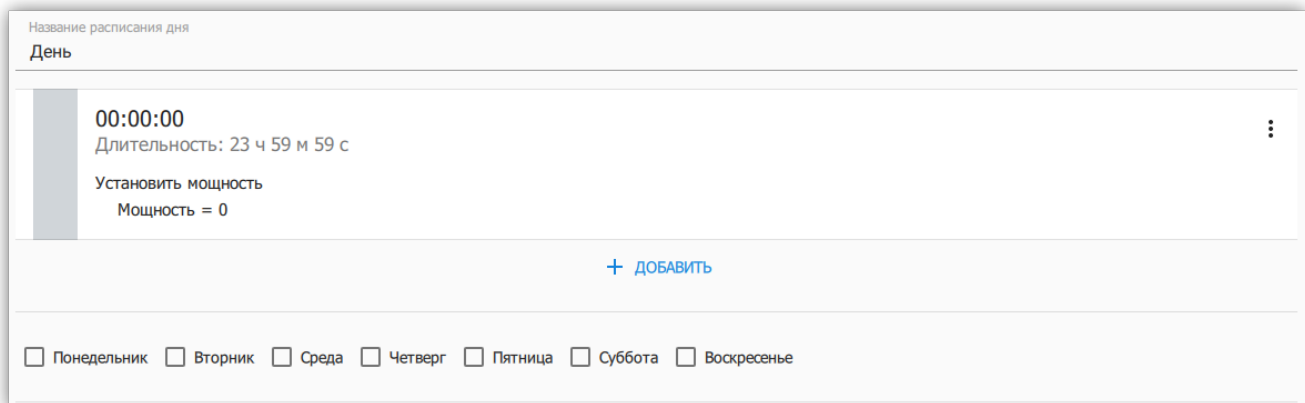 Название расписания дня
День
00:00:00
Длительность: 23 ч 59 м 59 с
Установить мощность
Мощность = 0
+ ДОБАВИТЬ
Понедельник Вторник Среда Четверг Пятница Суббота Воскресенье